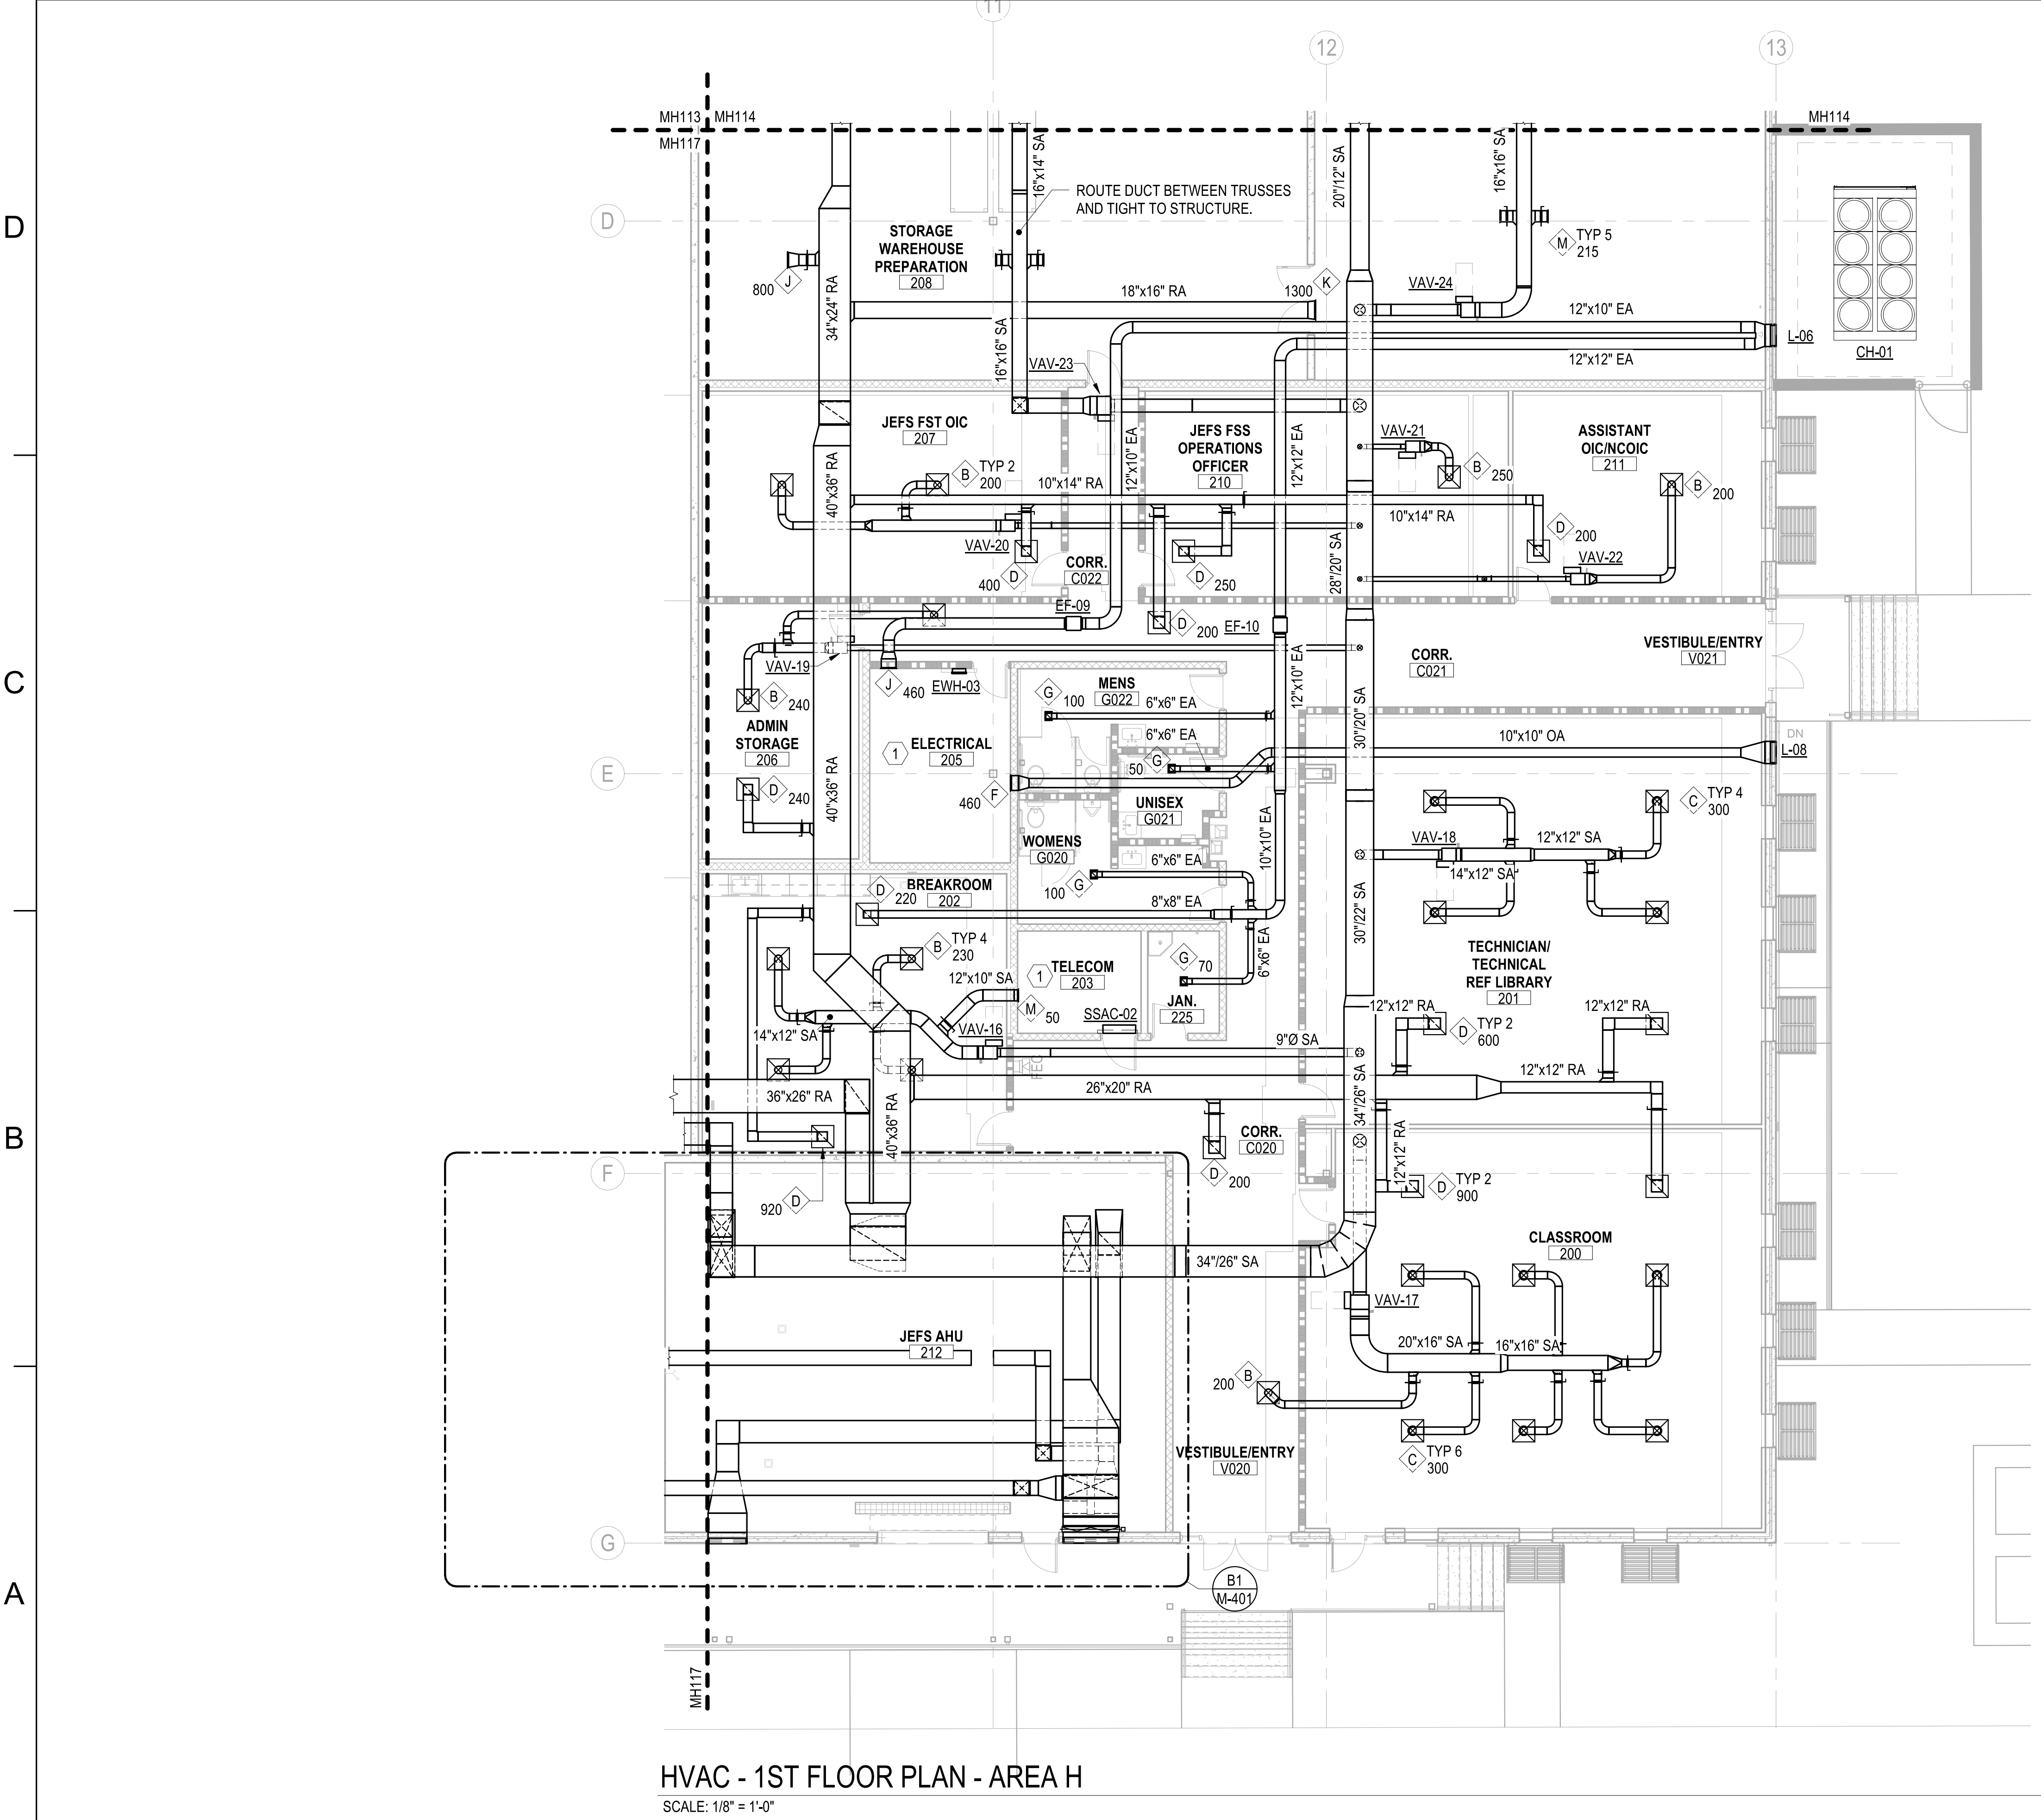 11
12
13
MH113
MH114
MH114
MH117
D
D
16"x14" SA
20"/12" SA
16"x16" SA
ROUTE DUCT BETWEEN TRUSSES
AND TIGHT TO STRUCTURE.
STORAGE
WAREHOUSE
PREPARATION
208
M TYP 5
215
800 J
34"x24" RA
18"x16" RA
1300 K
VAV-24
12"x10" EA
L-06
CH-01
16"x16" SA
VAV-23
12"x12" EA
JEFS FST OIC
207
12"x10" EA
JEFS FSS
OPERATIONS
OFFICER
210
12"x12" EA
VAV-21
ASSISTANT
OIC/NCOIC
211
40"x36" RA
B TYP 2
200
10"x14" RA
B 250
B 200
10"x14" RA
VAV-20
D 200
VAV-22
400 D
CORR.
C022
D 250
26"/20" SA
EF-09
D 200
EF-10
VESTIBULE/ENTRY
V021
C
VAV-19
CORR.
C021
B 240
J 460
EWH-03
G 100
MENS
G022
6"x6" EA
12"x10" EA
30"/20" SA
ADMIN
STORAGE
206
1
ELECTRICAL
205
6"x6" EA
10"x10" OA
DN
L-08
E
50 G
D 240
40"x36" RA
460 F
UNISEX
G021
C TYP 4
300
WOMENS
G020
6"x6" EA
10"x10" EA
VAV-18
12"x12" SA
14"x12" SA
D 220
BREAKROOM
202
100 G
8"x8" EA
30"/22" SA
B TYP 4
230
12"x10" SA
1
TELECOM
203
G 70
6"x6" EA
TECHNICIAN/
TECHNICAL
REF LIBRARY
201
M 50
JAN.
225
SSAC-02
12"x12" RA
12"x12" RA
14"x12" SA
VAV-16
9"Ø SA
D TYP 2
600
FEC
36"x26" RA
26"x20" RA
12"x12" RA
B
40"x36" RA
34"/26" SA
CORR.
C020
12"x12" RA
F
D 200
D TYP 2
900
920 D
CLASSROOM
200
34"/26" SA
VAV-17
JEFS AHU
212
20"x16" SA
16"x16" SA
200 B
VESTIBULE/ENTRY
V020
C TYP 6
300
G
A
B1
M-401
MH117
HVAC - 1ST FLOOR PLAN - AREA H
SCALE: 1/8" = 1'-0"